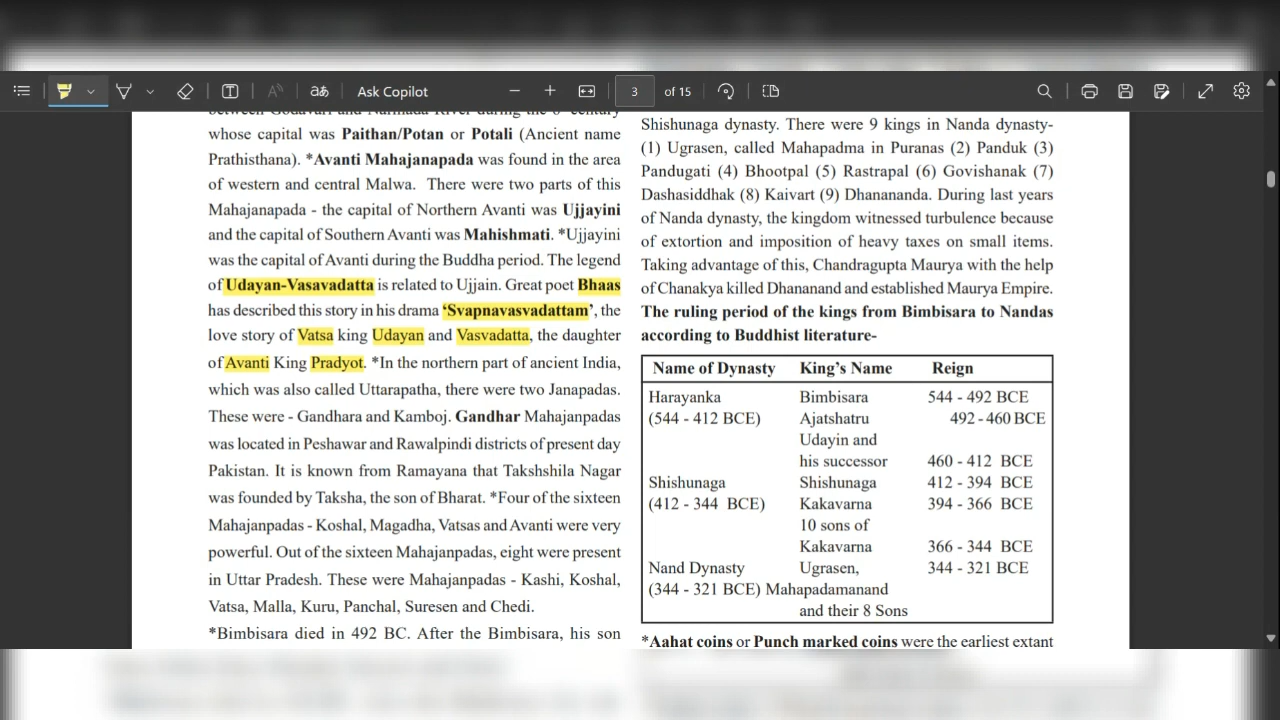 Ask Copilot
3 of 15
between Godavari and Narmada River during the 6th century
whose capital was Paithan/Potan or Potali (Ancient name
Prathisthana). *Avanti Mahajanapada was found in the area
of western and central Malwa. There were two parts of this
Mahajanapada - the capital of Northern Avanti was Ujjayini
and the capital of Southern Avanti was Mahishmati. *Ujjayini
was the capital of Avanti during the Buddha period. The legend
of Udayan-Vasavadatta is related to Ujjain. Great poet Bhaas
has described this story in his drama ‘Svapnavasvadattam’, the
love story of Vatsa king Udayan and Vasvadatta, the daughter
of Avanti King Pradyot. *In the northern part of ancient India,
which was also called Uttarapatha, there were two Janapadas.
These were - Gandhara and Kamboj. Gandhar Mahajanpadas
was located in Peshawar and Rawalpindi districts of present day
Pakistan. It is known from Ramayana that Takshshila Nagar
was founded by Taksha, the son of Bharat. *Four of the sixteen
Mahajanpadas - Koshal, Magadha, Vatsas and Avanti were very
powerful. Out of the sixteen Mahajanpadas, eight were present
in Uttar Pradesh. These were Mahajanpadas - Kashi, Koshal,
Vatsa, Malla, Kuru, Panchal, Suresen and Chedi.
*Bimbisara died in 492 BC. After the Bimbisara, his son
Shishunaga dynasty. There were 9 kings in Nanda dynasty-
(1) Ugrasen, called Mahapadma in Puranas (2) Panduk (3)
Pandugati (4) Bhootpal (5) Rastrapal (6) Govishanak (7)
Dashasiddhak (8) Kaivart (9) Dhanananda. During last years
of Nanda dynasty, the kingdom witnessed turbulence because
of extortion and imposition of heavy taxes on small items.
Taking advantage of this, Chandragupta Maurya with the help
of Chanakya killed Dhananand and established Maurya Empire.
The ruling period of the kings from Bimbisara to Nandas
according to Buddhist literature-
Name of Dynasty King’s Name Reign
Harayanka Bimbisara 544 - 492 BCE
(544 - 412 BCE) Ajatshatru 492 - 460 BCE
Udayin and
his successor 460 - 412 BCE
Shishunaga Shishunaga 412 - 394 BCE
(412 - 344 BCE) Kakavarna 394 - 366 BCE
10 sons of
Kakavarna 366 - 344 BCE
Nand Dynasty Ugrasen, 344 - 321 BCE
(344 - 321 BCE) Mahapadamanand
and their 8 Sons
*Aahat coins or Punch marked coins were the earliest extant